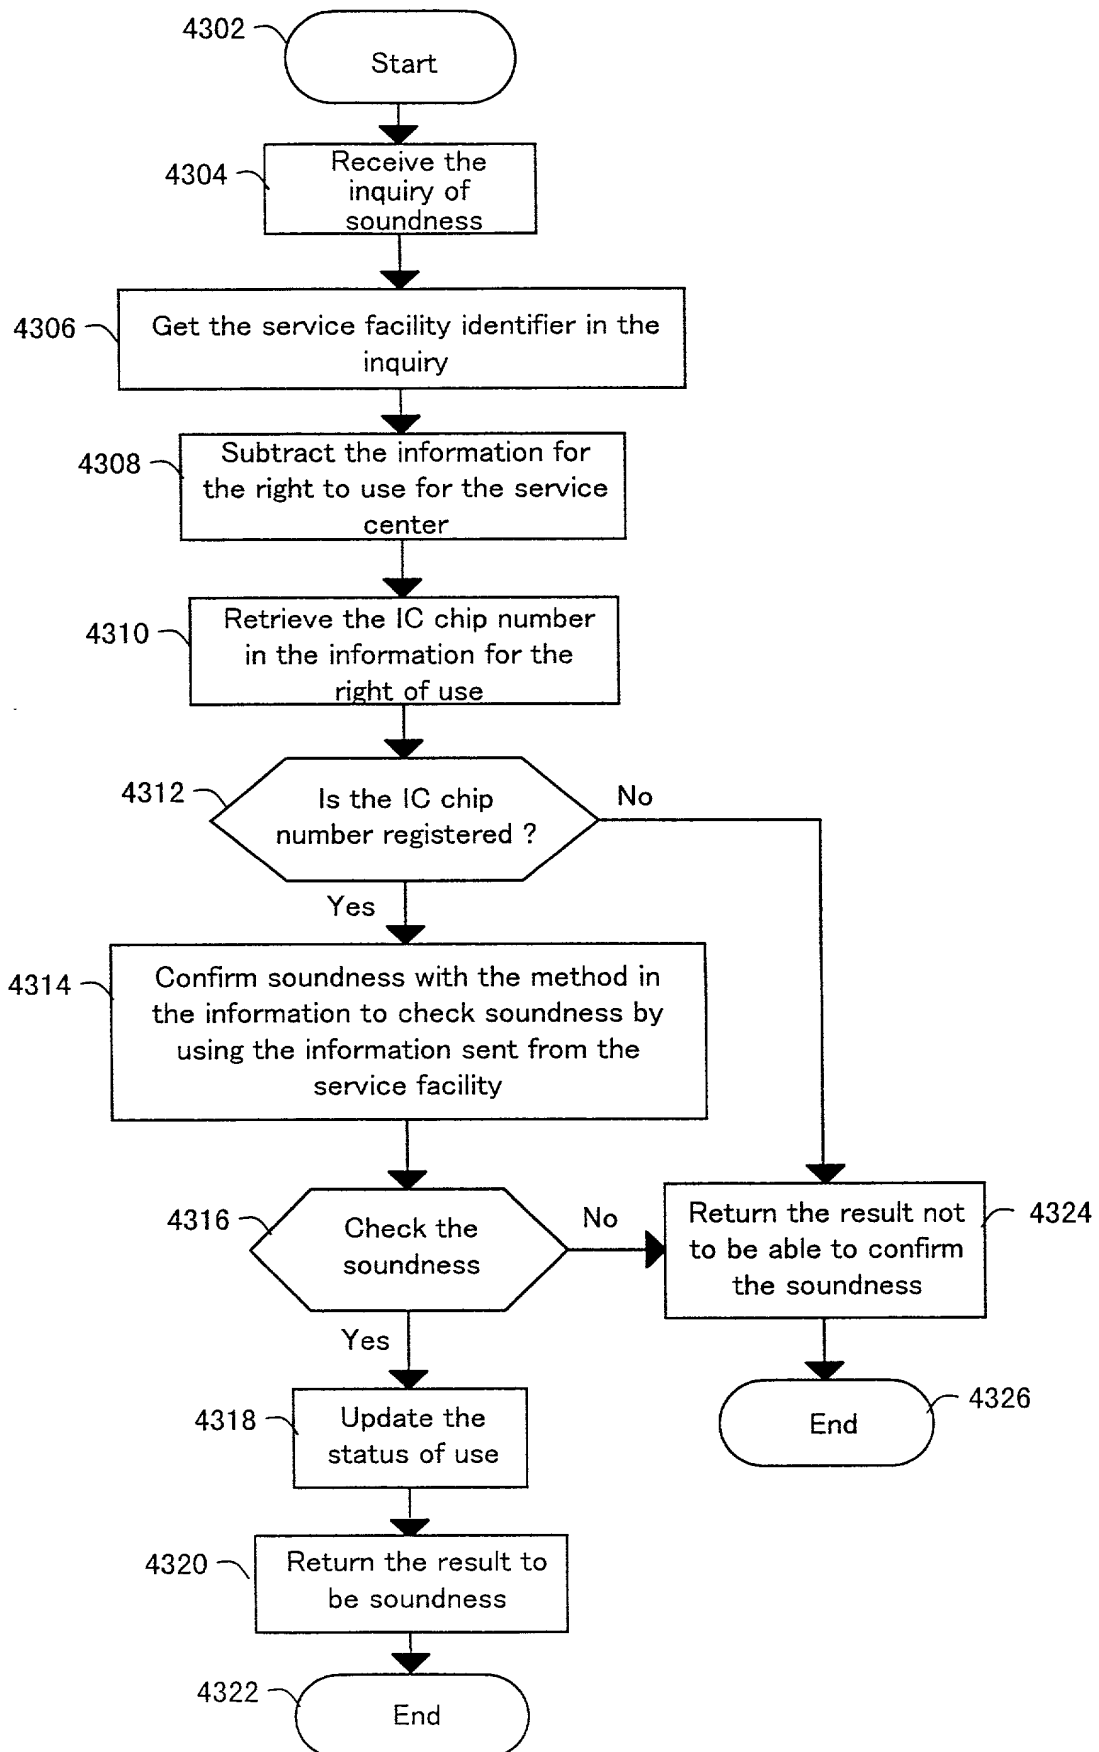 4302
Start
4304
Receive the
inquiry of
soundness
4306
Get the service facility identifier in the
inquiry
4308
Subtract the information for
the right to use for the service
center
4310
Retrieve the IC chip number
in the information for the
right of use
4312
Is the IC chip
number registered ?
No
Yes
4314
Confirm soundness with the method in
the information to check soundness by
using the information sent from the
service facility
4316
Check the
soundness
No
Return the result not
to be able to confirm
the soundness
4324
Yes
4318
Update the
status of use
End
4326
4320
Return the result to
be soundness
4322
End